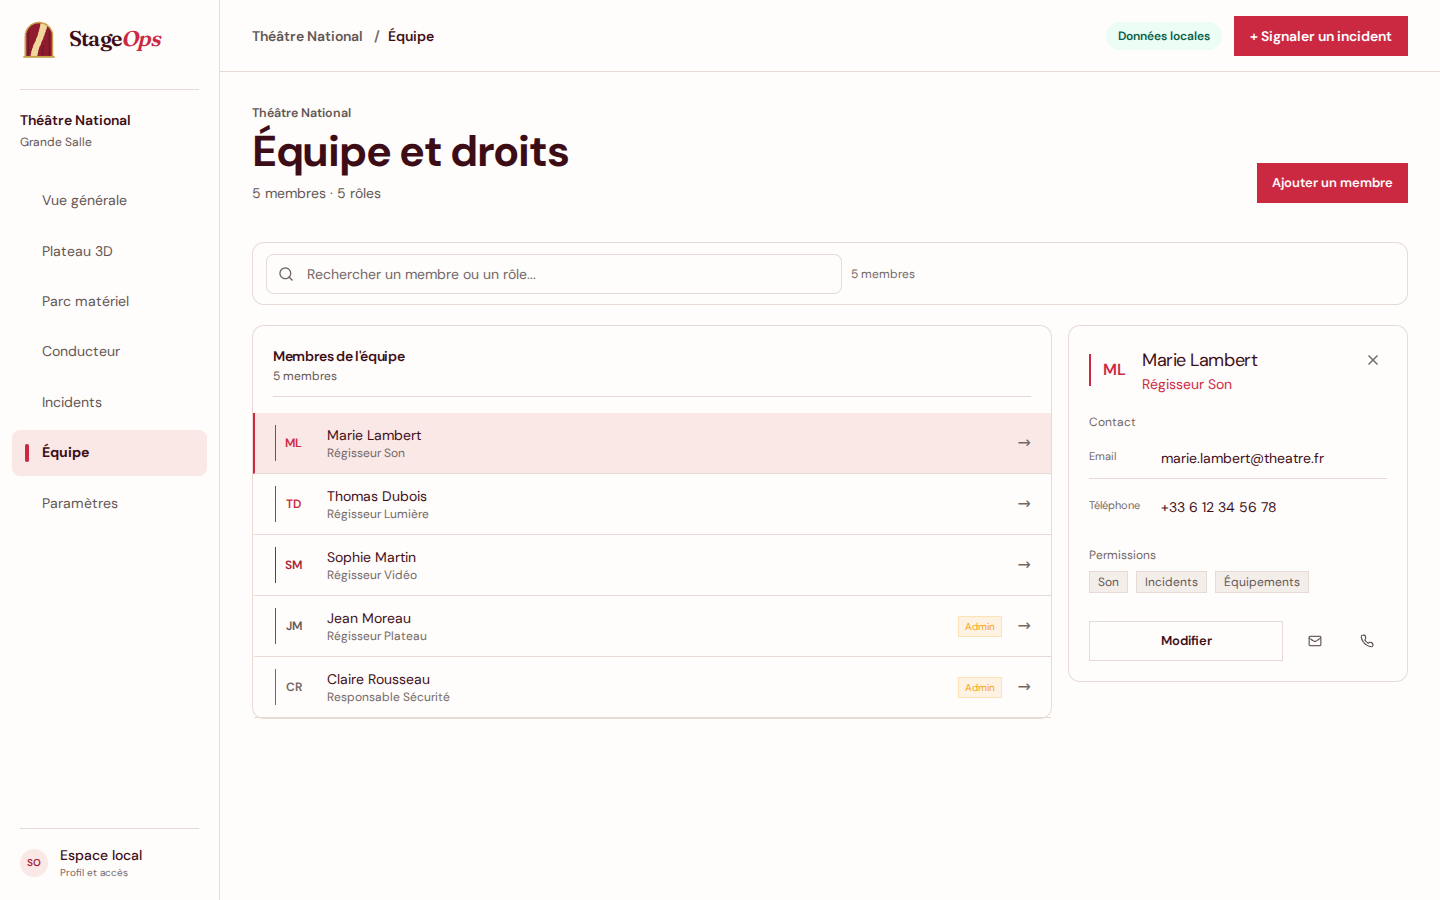 StageOps
Théâtre National
Grande Salle
Vue générale
Plateau 3D
Parc matériel
Conducteur
Incidents
Équipe
Paramètres
SO
Espace local
Profil et accès
Théâtre National / Équipe
Données locales
+ Signaler un incident
Théâtre National
Équipe et droits
5 membres · 5 rôles
Ajouter un membre
Rechercher un membre ou un rôle...
5 membres
Membres de l'équipe
5 membres
ML
Marie Lambert
Régisseur Son
→
TD
Thomas Dubois
Régisseur Lumière
→
SM
Sophie Martin
Régisseur Vidéo
→
JM
Jean Moreau
Régisseur Plateau
Admin
→
CR
Claire Rousseau
Responsable Sécurité
Admin
→
ML
Marie Lambert
Régisseur Son
Contact
Email
marie.lambert@theatre.fr
Téléphone
+33 6 12 34 56 78
Permissions
Son
Incidents
Équipements
Modifier